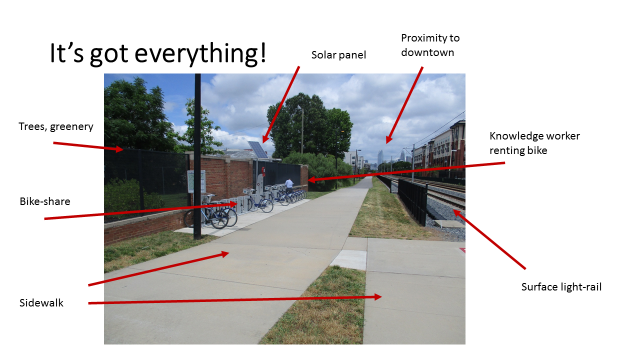 It's got everything!
Solar panel
Proximity to
downtown
Trees, greenery
Knowledge worker
renting bike
Bike-share
Surface light-rail
Sidewalk